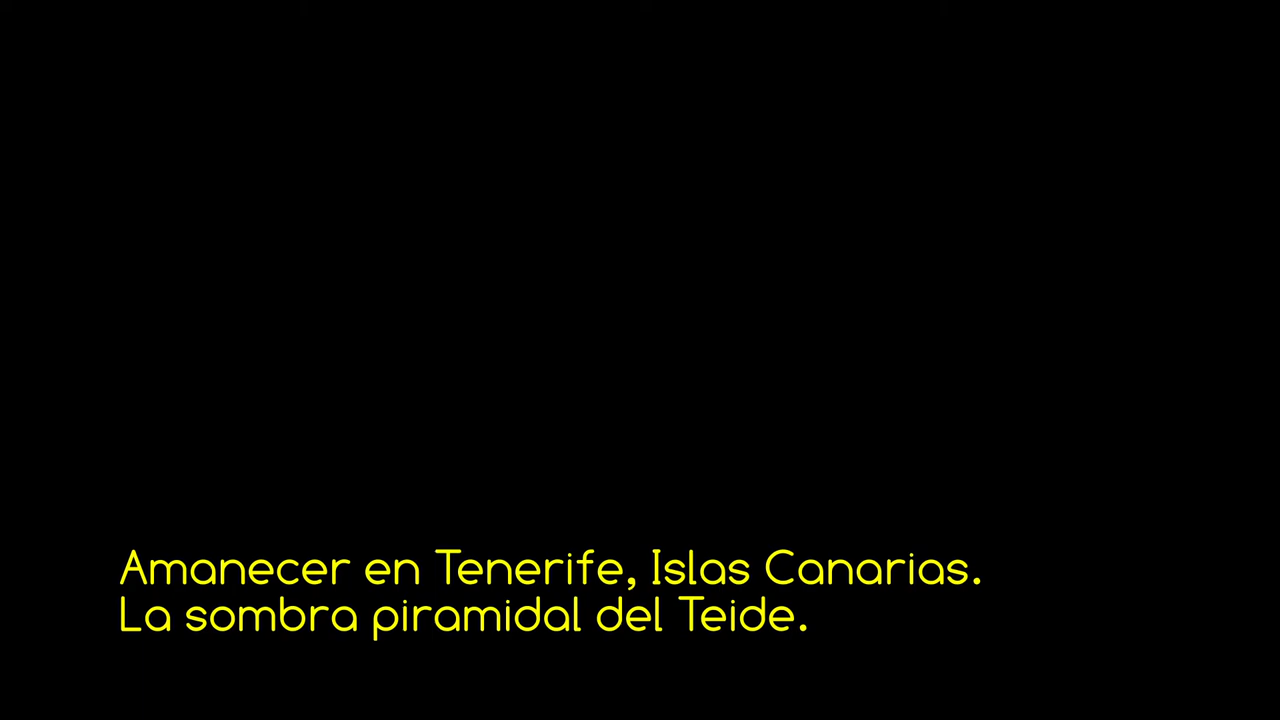 Amanecer en Tenerife, Islas Canarias.
La sombra piramidal del Teide.